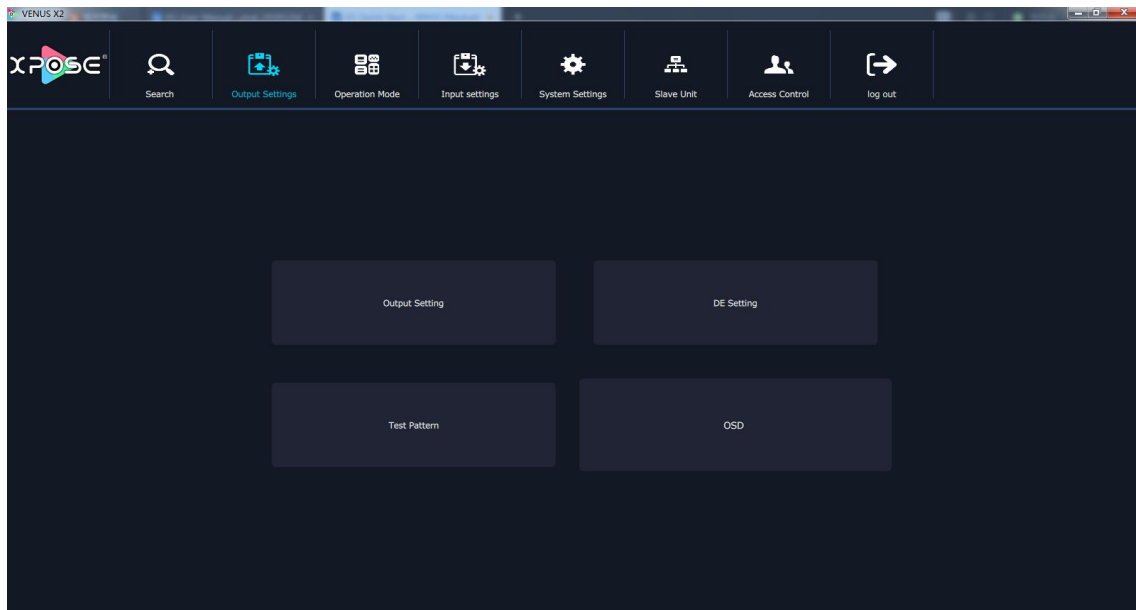 VENUS X2
XPOSE®
Search
Output Settings
Operation Mode
Input settings
System Settings
Slave Unit
Access Control
log out
Output Setting
DE Setting
Test Pattern
OSD